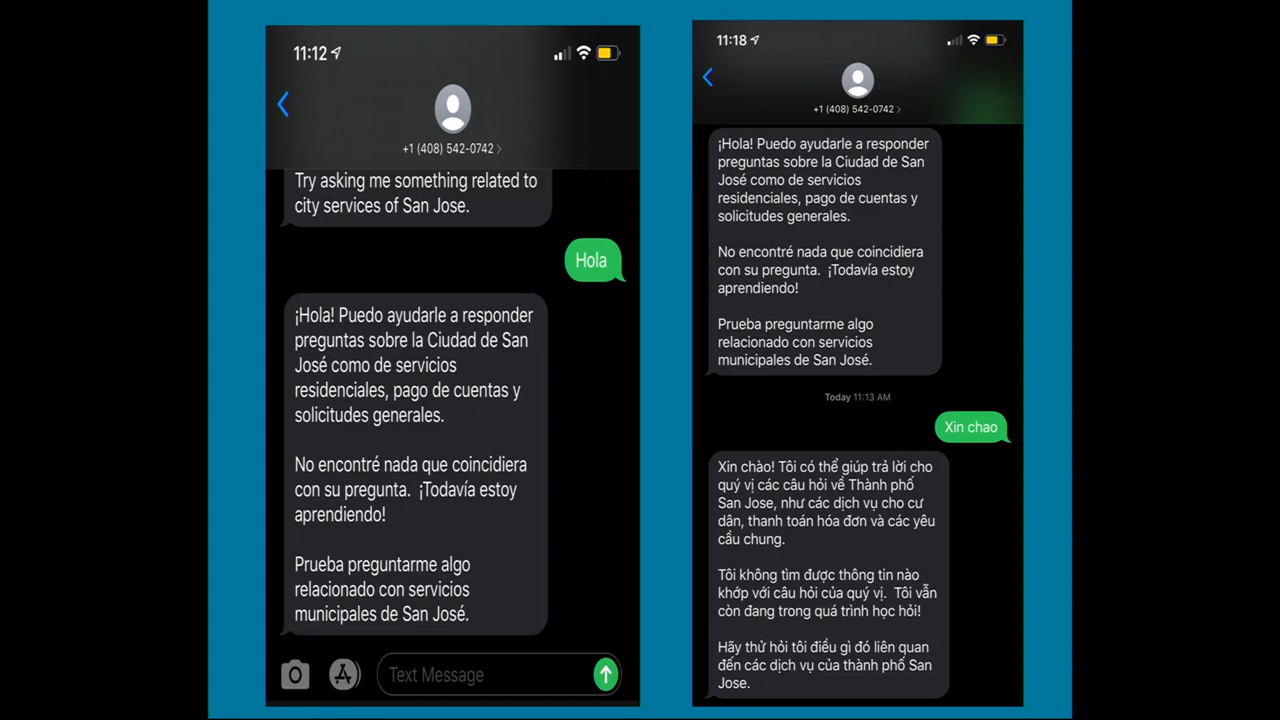 11:12
+1 (408) 542-0742
Try asking me something related to
city services of San Jose.
Hola
¡Hola! Puedo ayudarle a responder
preguntas sobre la Ciudad de San
José como de servicios
residenciales, pago de cuentas y
solicitudes generales.
No encontré nada que coincidiera
con su pregunta. ¡Todavía estoy
aprendiendo!
Prueba preguntarme algo
relacionado con servicios
municipales de San José.
Text Message
11:18
+1 (408) 542-0742
¡Hola! Puedo ayudarle a responder
preguntas sobre la Ciudad de San
José como de servicios
residenciales, pago de cuentas y
solicitudes generales.
No encontré nada que coincidiera
con su pregunta. ¡Todavía estoy
aprendiendo!
Prueba preguntarme algo
relacionado con servicios
municipales de San José.
Today 11:13 AM
Xin chao
Xin chào! Tôi có thể giúp trả lời cho
quý vị các câu hỏi về Thành phố
San Jose, như các dịch vụ cho cư
dân, thanh toán hóa đơn và các yêu
cầu chung.
Tôi không tìm được thông tin nào
khớp với câu hỏi của quý vị. Tôi vẫn
còn đang trong quá trình học hỏi!
Hãy thử hỏi tôi điều gì đó liên quan
đến các dịch vụ của thành phố San
Jose.